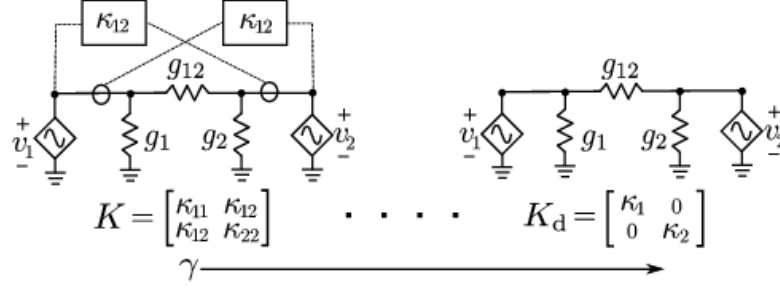 κ₁₂ κ₁₂
g₁₂ g₁₂
+ v₁ − g₁ g₂ + v₂ − + v₁ − g₁ g₂ + v₂ −
K = [κ₁₁ κ₁₂ κ₁₂ κ₂₂] · · · · K_d = [κ₁ 0 0 κ₂]
γ